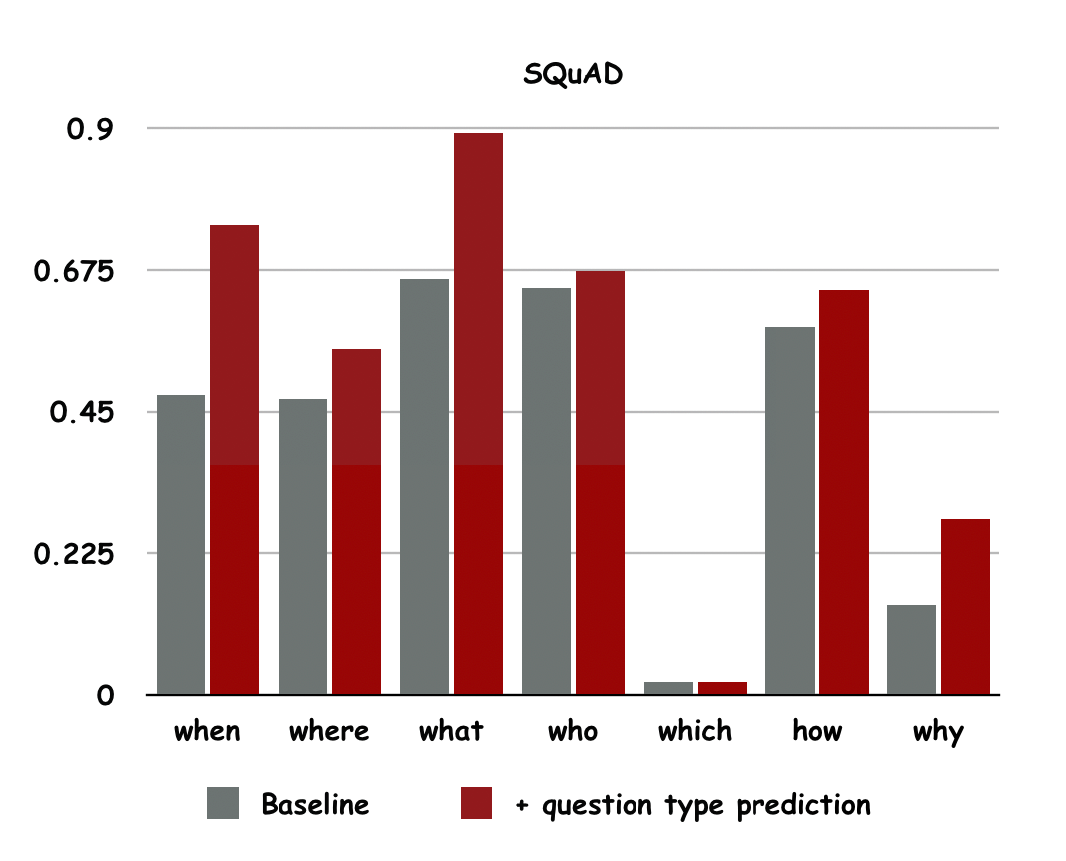 SQuAD
0.9
0.675
0.45
0.225
0
when where what who which how why
Baseline + question type prediction